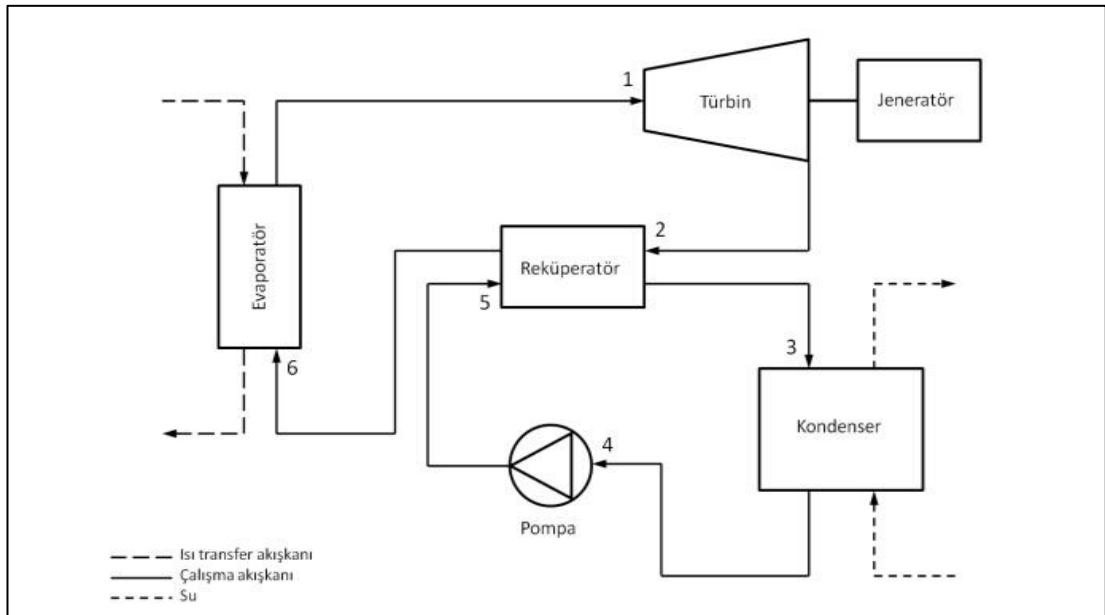 1
Türbin
Jeneratör
Evaporatör
2
Reküperatör
5
3
6
Kondenser
4
Pompa
Isı transfer akışkanı
Çalışma akışkanı
Su